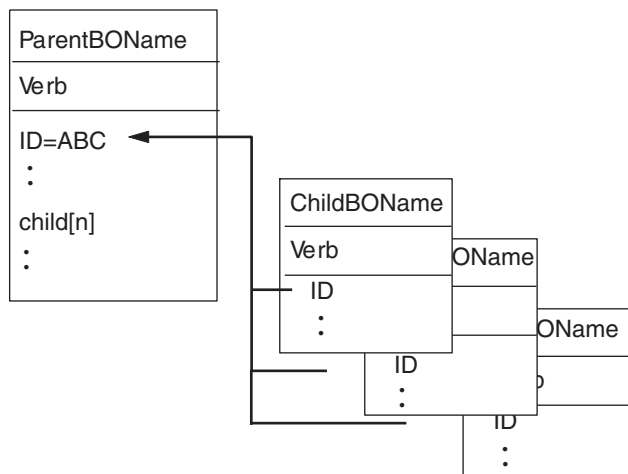 ParentBOName
Verb
ID=ABC
:
child[n]
:
ChildBOName
Verb
ID
:
OName
ID
:
OName
ID
: